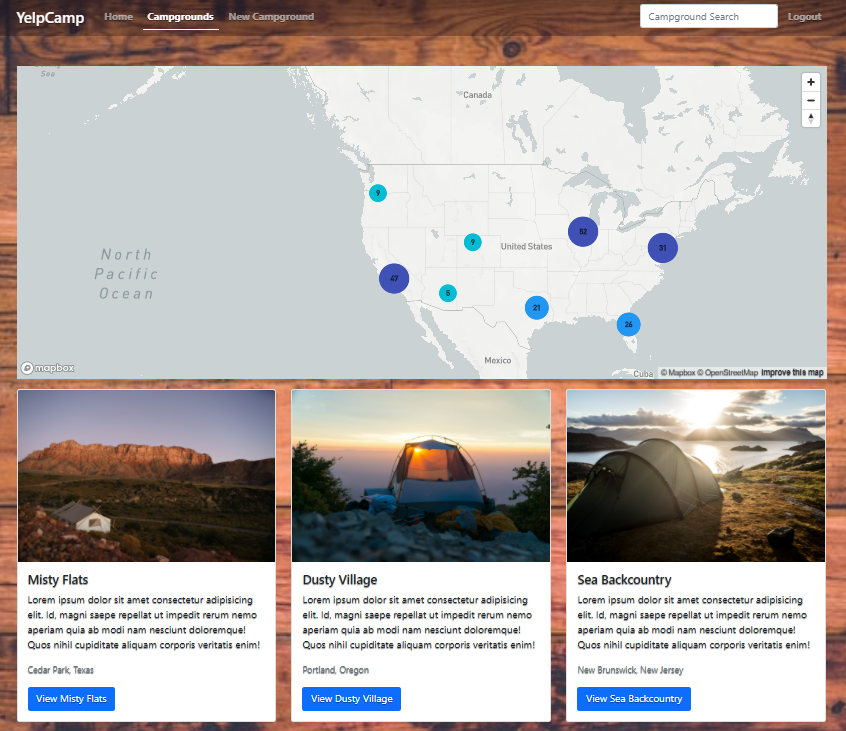 YelpCamp Home Campgrounds New Campground Campground Search Logout
Sea
Canada
9
52
9
United States
31
North
Pacific
Ocean
47
5
21
26
Mexico
Cuba
mapbox
© Mapbox © OpenStreetMap Improve this map
Misty Flats
Lorem ipsum dolor sit amet consectetur adipisicing
elit. Id, magni saepe repellat ut impedit rerum nemo
aperiam quia ab modi nam nesciunt doloremque!
Quos nihil cupiditate aliquam corporis veritatis enim!
Cedar Park, Texas
View Misty Flats
Dusty Village
Lorem ipsum dolor sit amet consectetur adipisicing
elit. Id, magni saepe repellat ut impedit rerum nemo
aperiam quia ab modi nam nesciunt doloremque!
Quos nihil cupiditate aliquam corporis veritatis enim!
Portland, Oregon
View Dusty Village
Sea Backcountry
Lorem ipsum dolor sit amet consectetur adipisicing
elit. Id, magni saepe repellat ut impedit rerum nemo
aperiam quia ab modi nam nesciunt doloremque!
Quos nihil cupiditate aliquam corporis veritatis enim!
New Brunswick, New Jersey
View Sea Backcountry